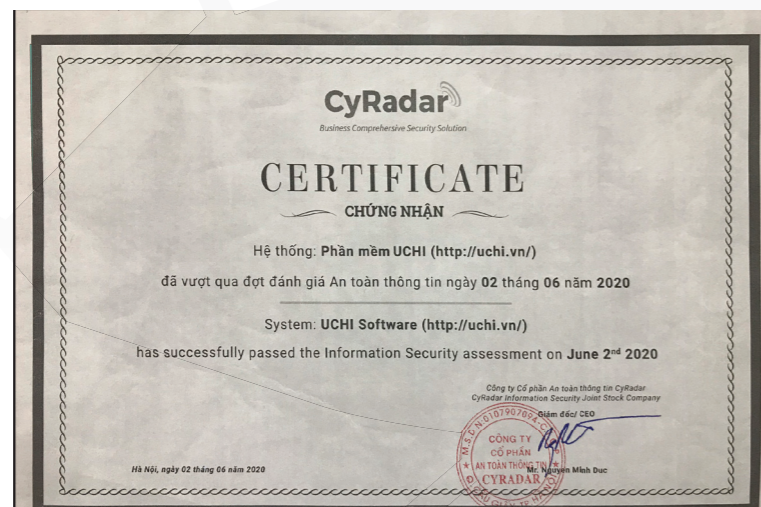 CyRadar
Business Comprehersive Security Solution
CERTIFICATE
CHỨNG NHẬN
Hệ thống: Phần mềm UCHI (http://uchi.vn/)
đã vượt qua đợt đánh giá An toàn thông tin ngày 02 tháng 06 năm 2020
System: UCHI Software (http://uchi.vn/)
has successfully passed the Information Security assessment on June 2nd 2020
Công ty Cổ phần An toàn thông tin CyRadar
CyRadar Information Security Joint Stock Company
Giám đốc/ CEO
M.S.D.N:0107907094-C
CÔNG TY
CỔ PHẦN
AN TOÀN THÔNG TIN
CYRADAR
Mr. Nguyen Minh Duc
Hà Nội, ngày 02 tháng 06 năm 2020